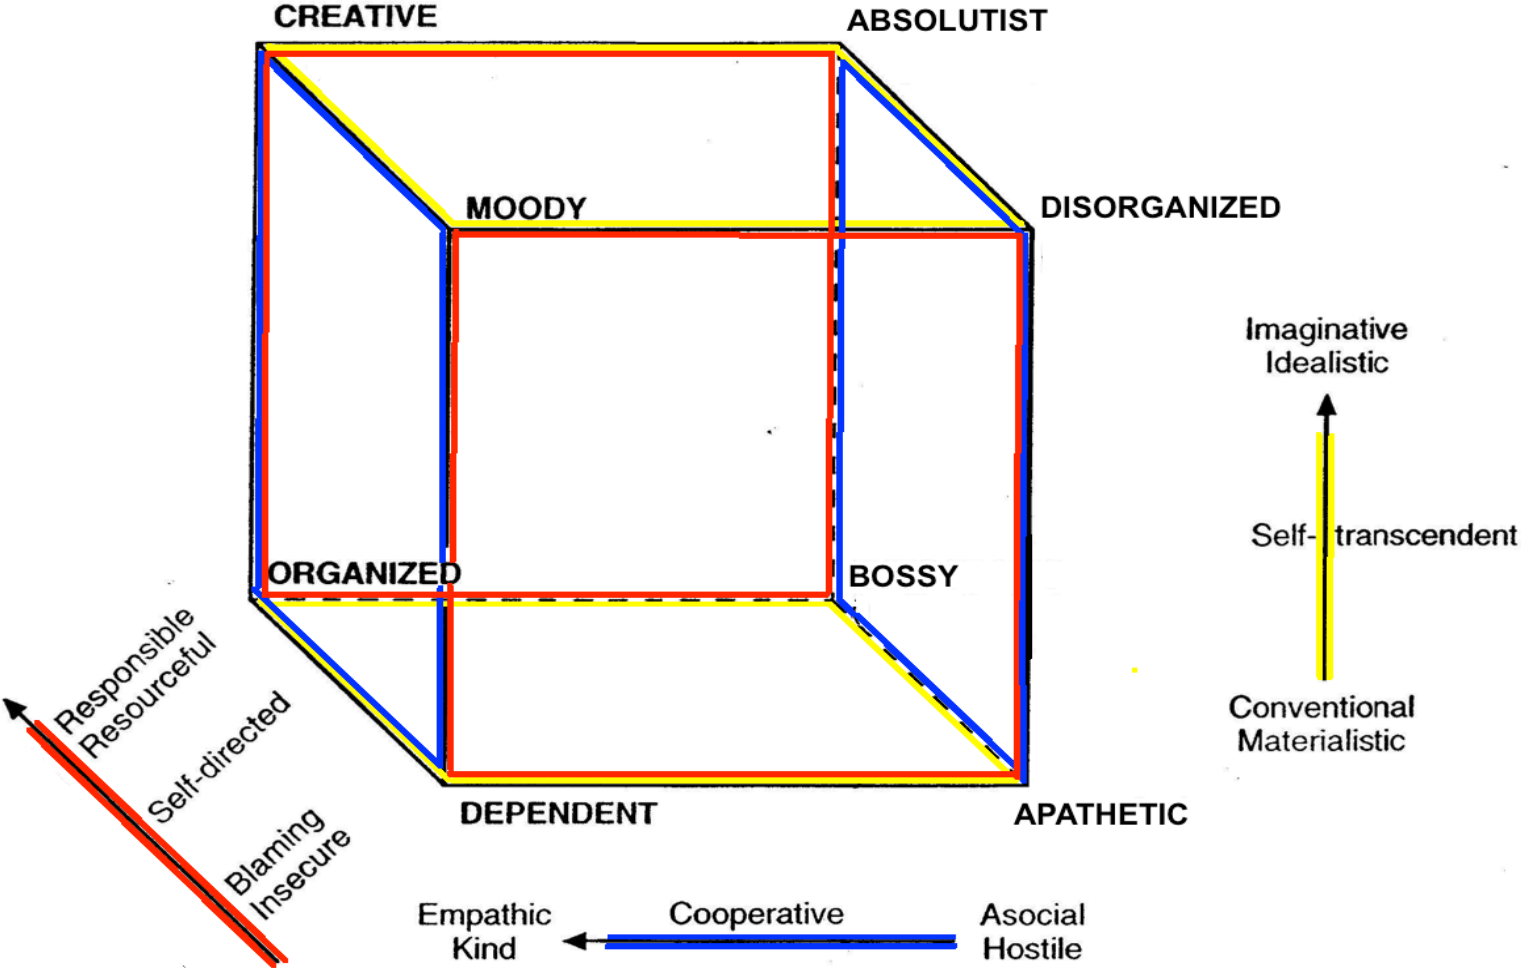 CREATIVE
ABSOLUTIST
MOODY
DISORGANIZED
Imaginative
Idealistic
Self-transcendent
Conventional
Materialistic
ORGANIZED
BOSSY
Responsible
Resourceful
Self-directed
Blaming
Insecure
DEPENDENT
APATHETIC
Empathic
Kind
Cooperative
Asocial
Hostile